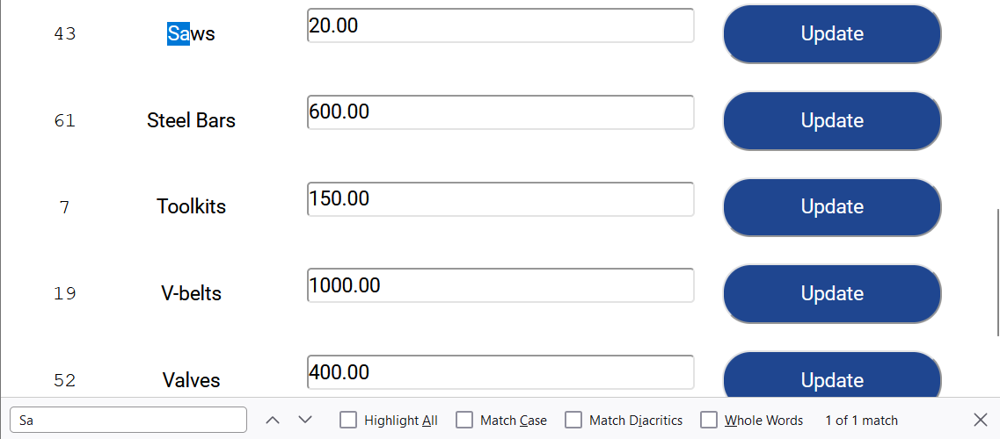 43 Saws 20.00 Update
61 Steel Bars 600.00 Update
7 Toolkits 150.00 Update
19 V-belts 1000.00 Update
52 Valves 400.00 Update
Sa Highlight All Match Case Match Diacritics Whole Words 1 of 1 match